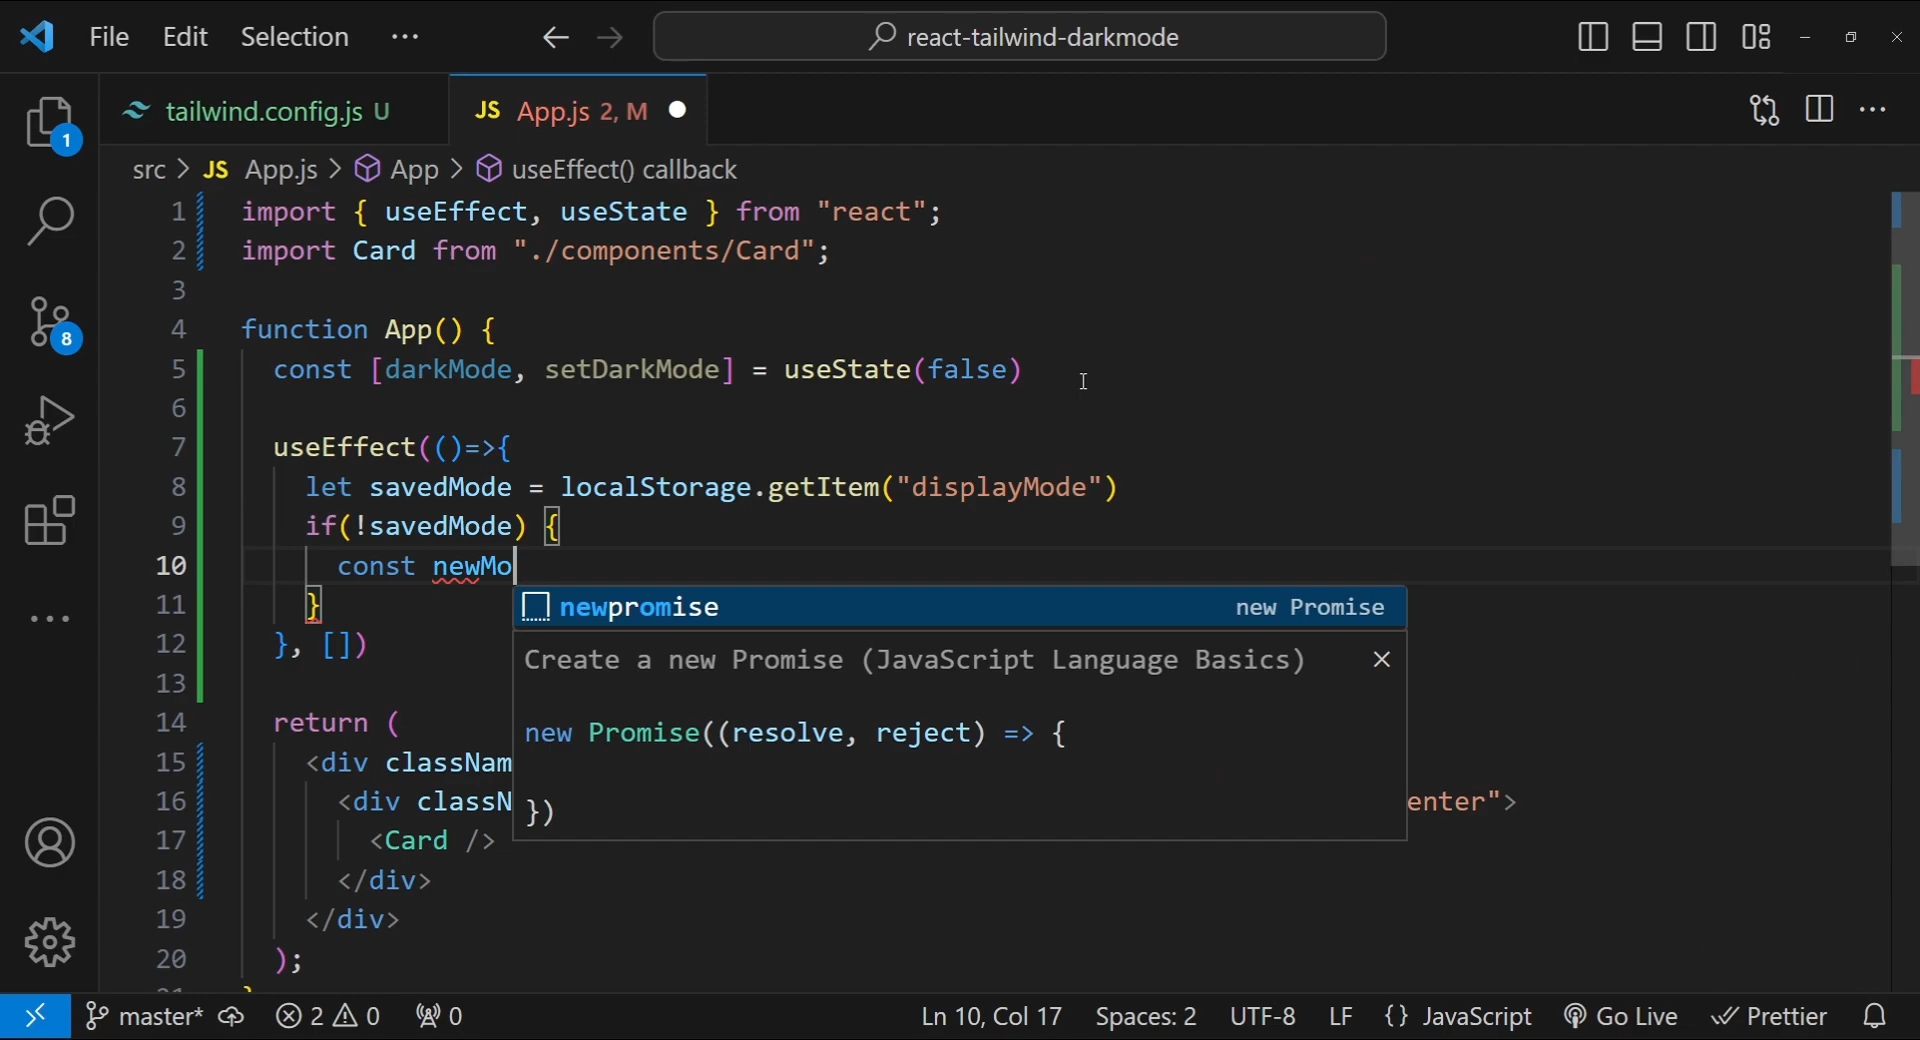 File Edit Selection ··· react-tailwind-darkmode
tailwind.config.js U JS App.js 2, M
src > JS App.js > App > useEffect() callback
1 import { useEffect, useState } from "react";
2 import Card from "./components/Card";
3
4 function App() {
5 const [darkMode, setDarkMode] = useState(false)
6
7 useEffect(()=>{
8 let savedMode = localStorage.getItem("displayMode")
9 if(!savedMode) {
10 const newMo
11 }
newpromise new Promise
12 }, [])
Create a new Promise (JavaScript Language Basics)
13
14 return (
new Promise((resolve, reject) => {
15 <div classNam
16 <div classN enter">
})
17 <Card />
18 </div>
19 </div>
20 );
1
8
master* 2 0 0 Ln 10, Col 17 Spaces: 2 UTF-8 LF {} JavaScript Go Live Prettier